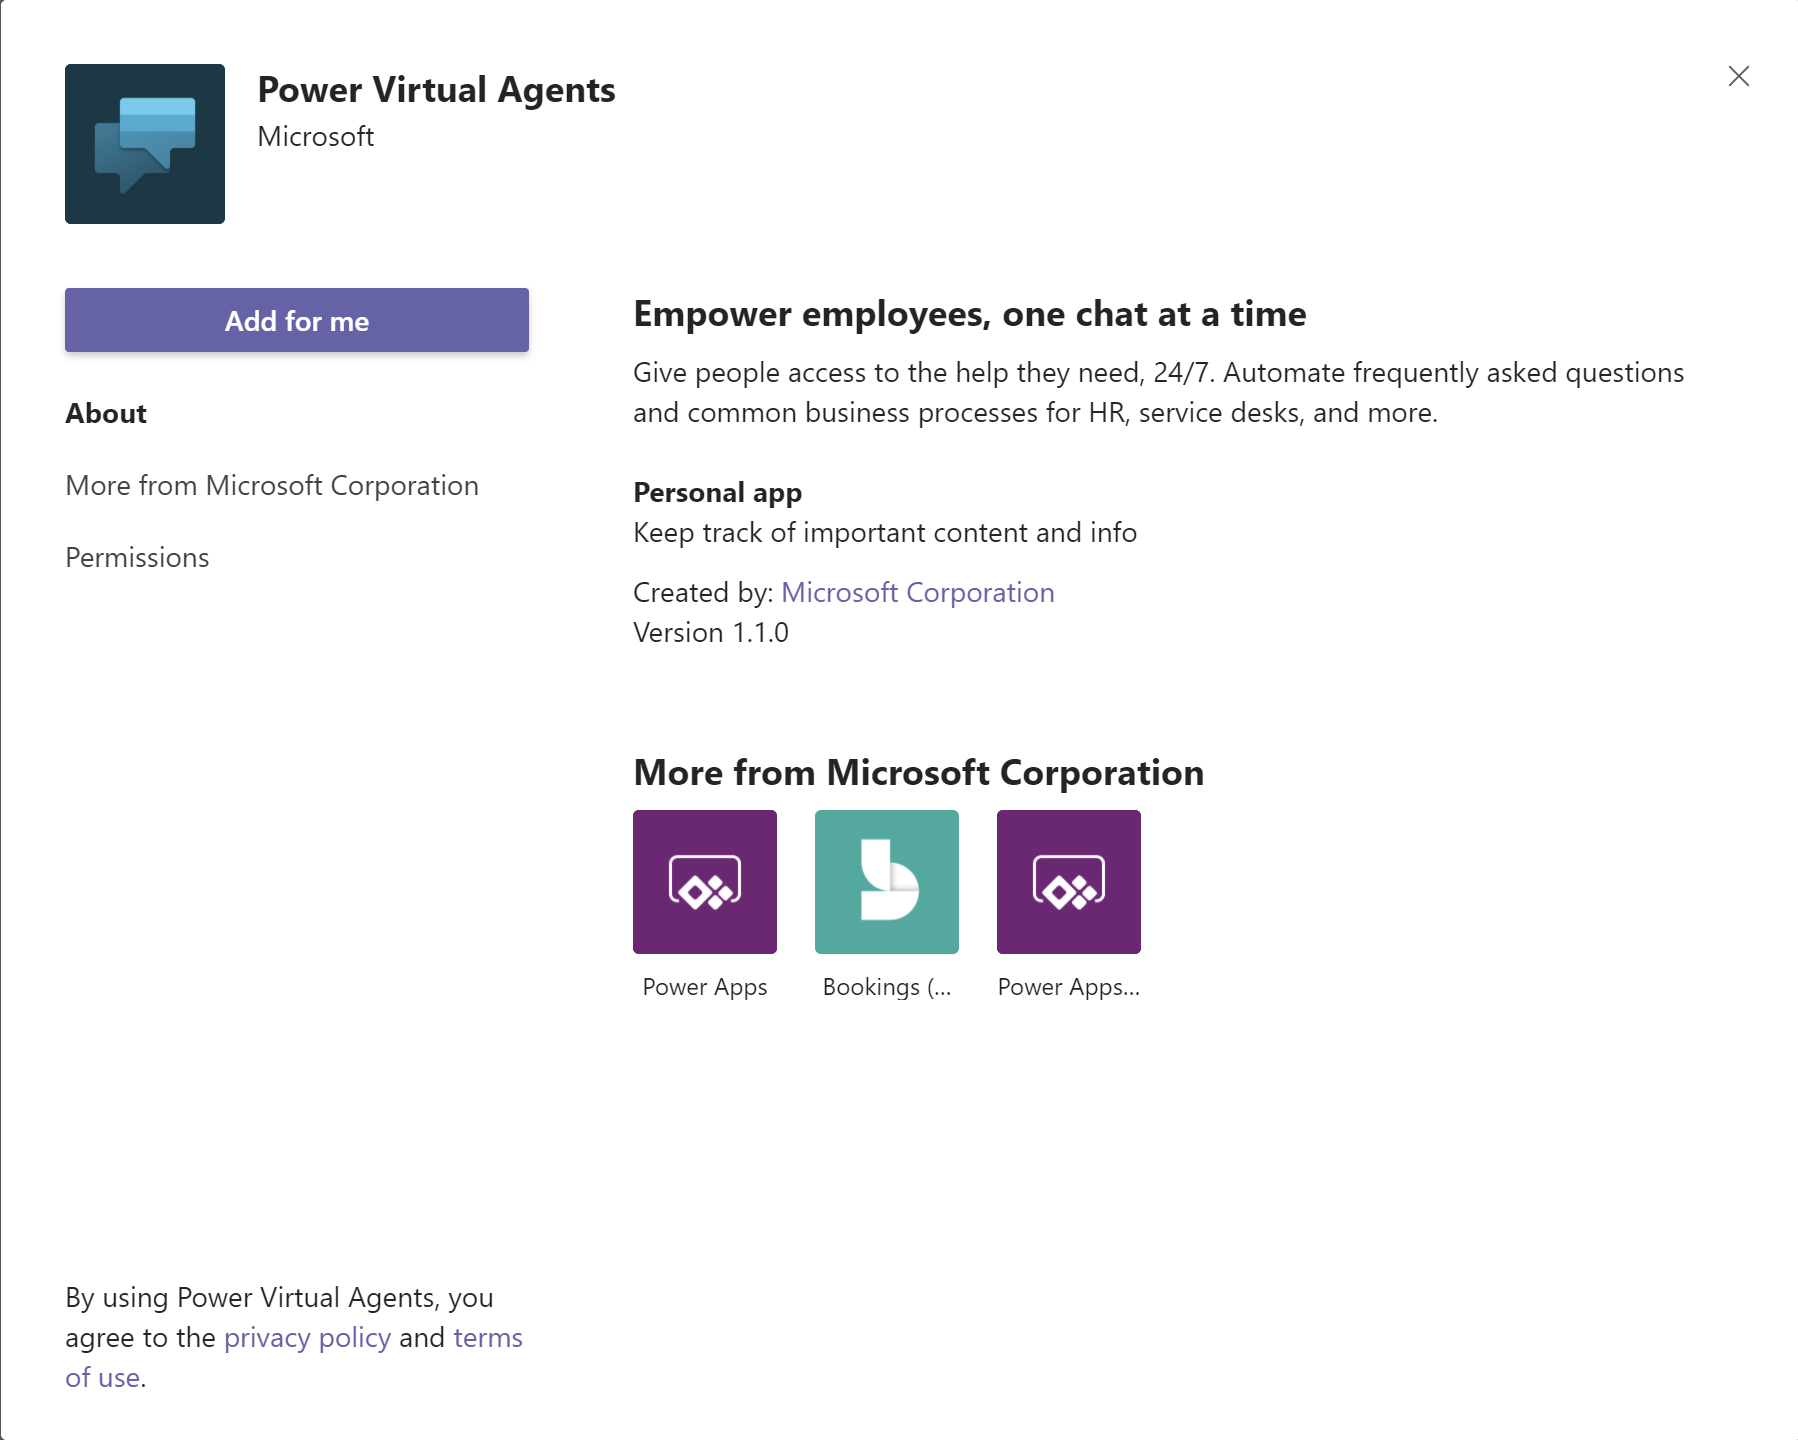 Power Virtual Agents
Microsoft
Add for me
About
More from Microsoft Corporation
Permissions
Empower employees, one chat at a time
Give people access to the help they need, 24/7. Automate frequently asked questions
and common business processes for HR, service desks, and more.
Personal app
Keep track of important content and info
Created by: Microsoft Corporation
Version 1.1.0
More from Microsoft Corporation
Power Apps
Bookings (...
Power Apps...
By using Power Virtual Agents, you
agree to the privacy policy and terms
of use.